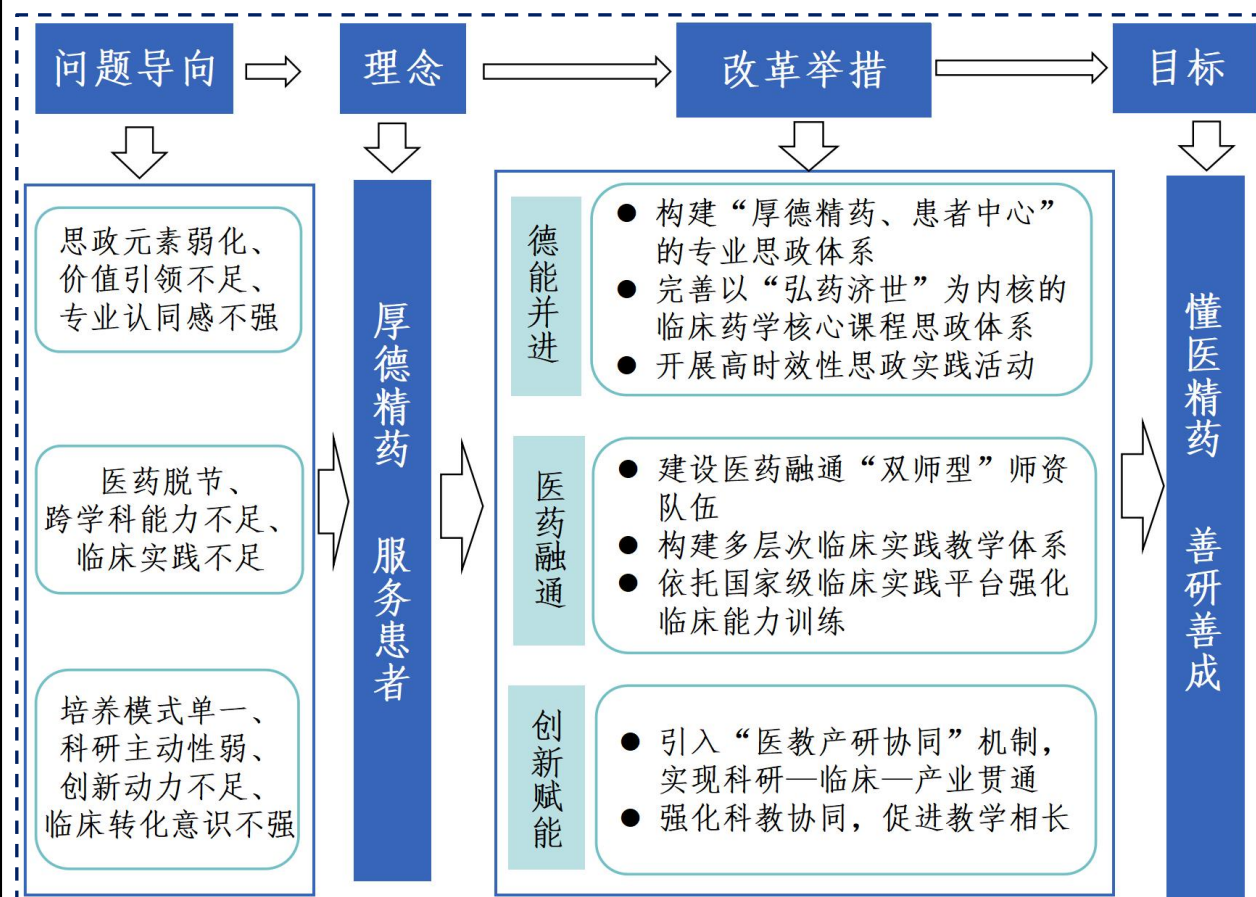 问题导向
理念
改革举措
目标
思政元素弱化、
价值引领不足、
专业认同感不强
医药脱节、
跨学科能力不足、
临床实践不足
培养模式单一、
科研主动性弱、
创新动力不足、
临床转化意识不强
厚德精药 服务患者
德能并进
● 构建“厚德精药、患者中心”
的专业思政体系
● 完善以“弘药济世”为内核的
临床药学核心课程思政体系
● 开展高时效性思政实践活动
医药融通
● 建设医药融通“双师型”师资
队伍
● 构建多层次临床实践教学体系
● 依托国家级临床实践平台强化
临床能力训练
创新赋能
● 引入“医教产研协同”机制，
实现科研—临床—产业贯通
● 强化科教协同，促进教学相长
懂医精药 善研善成